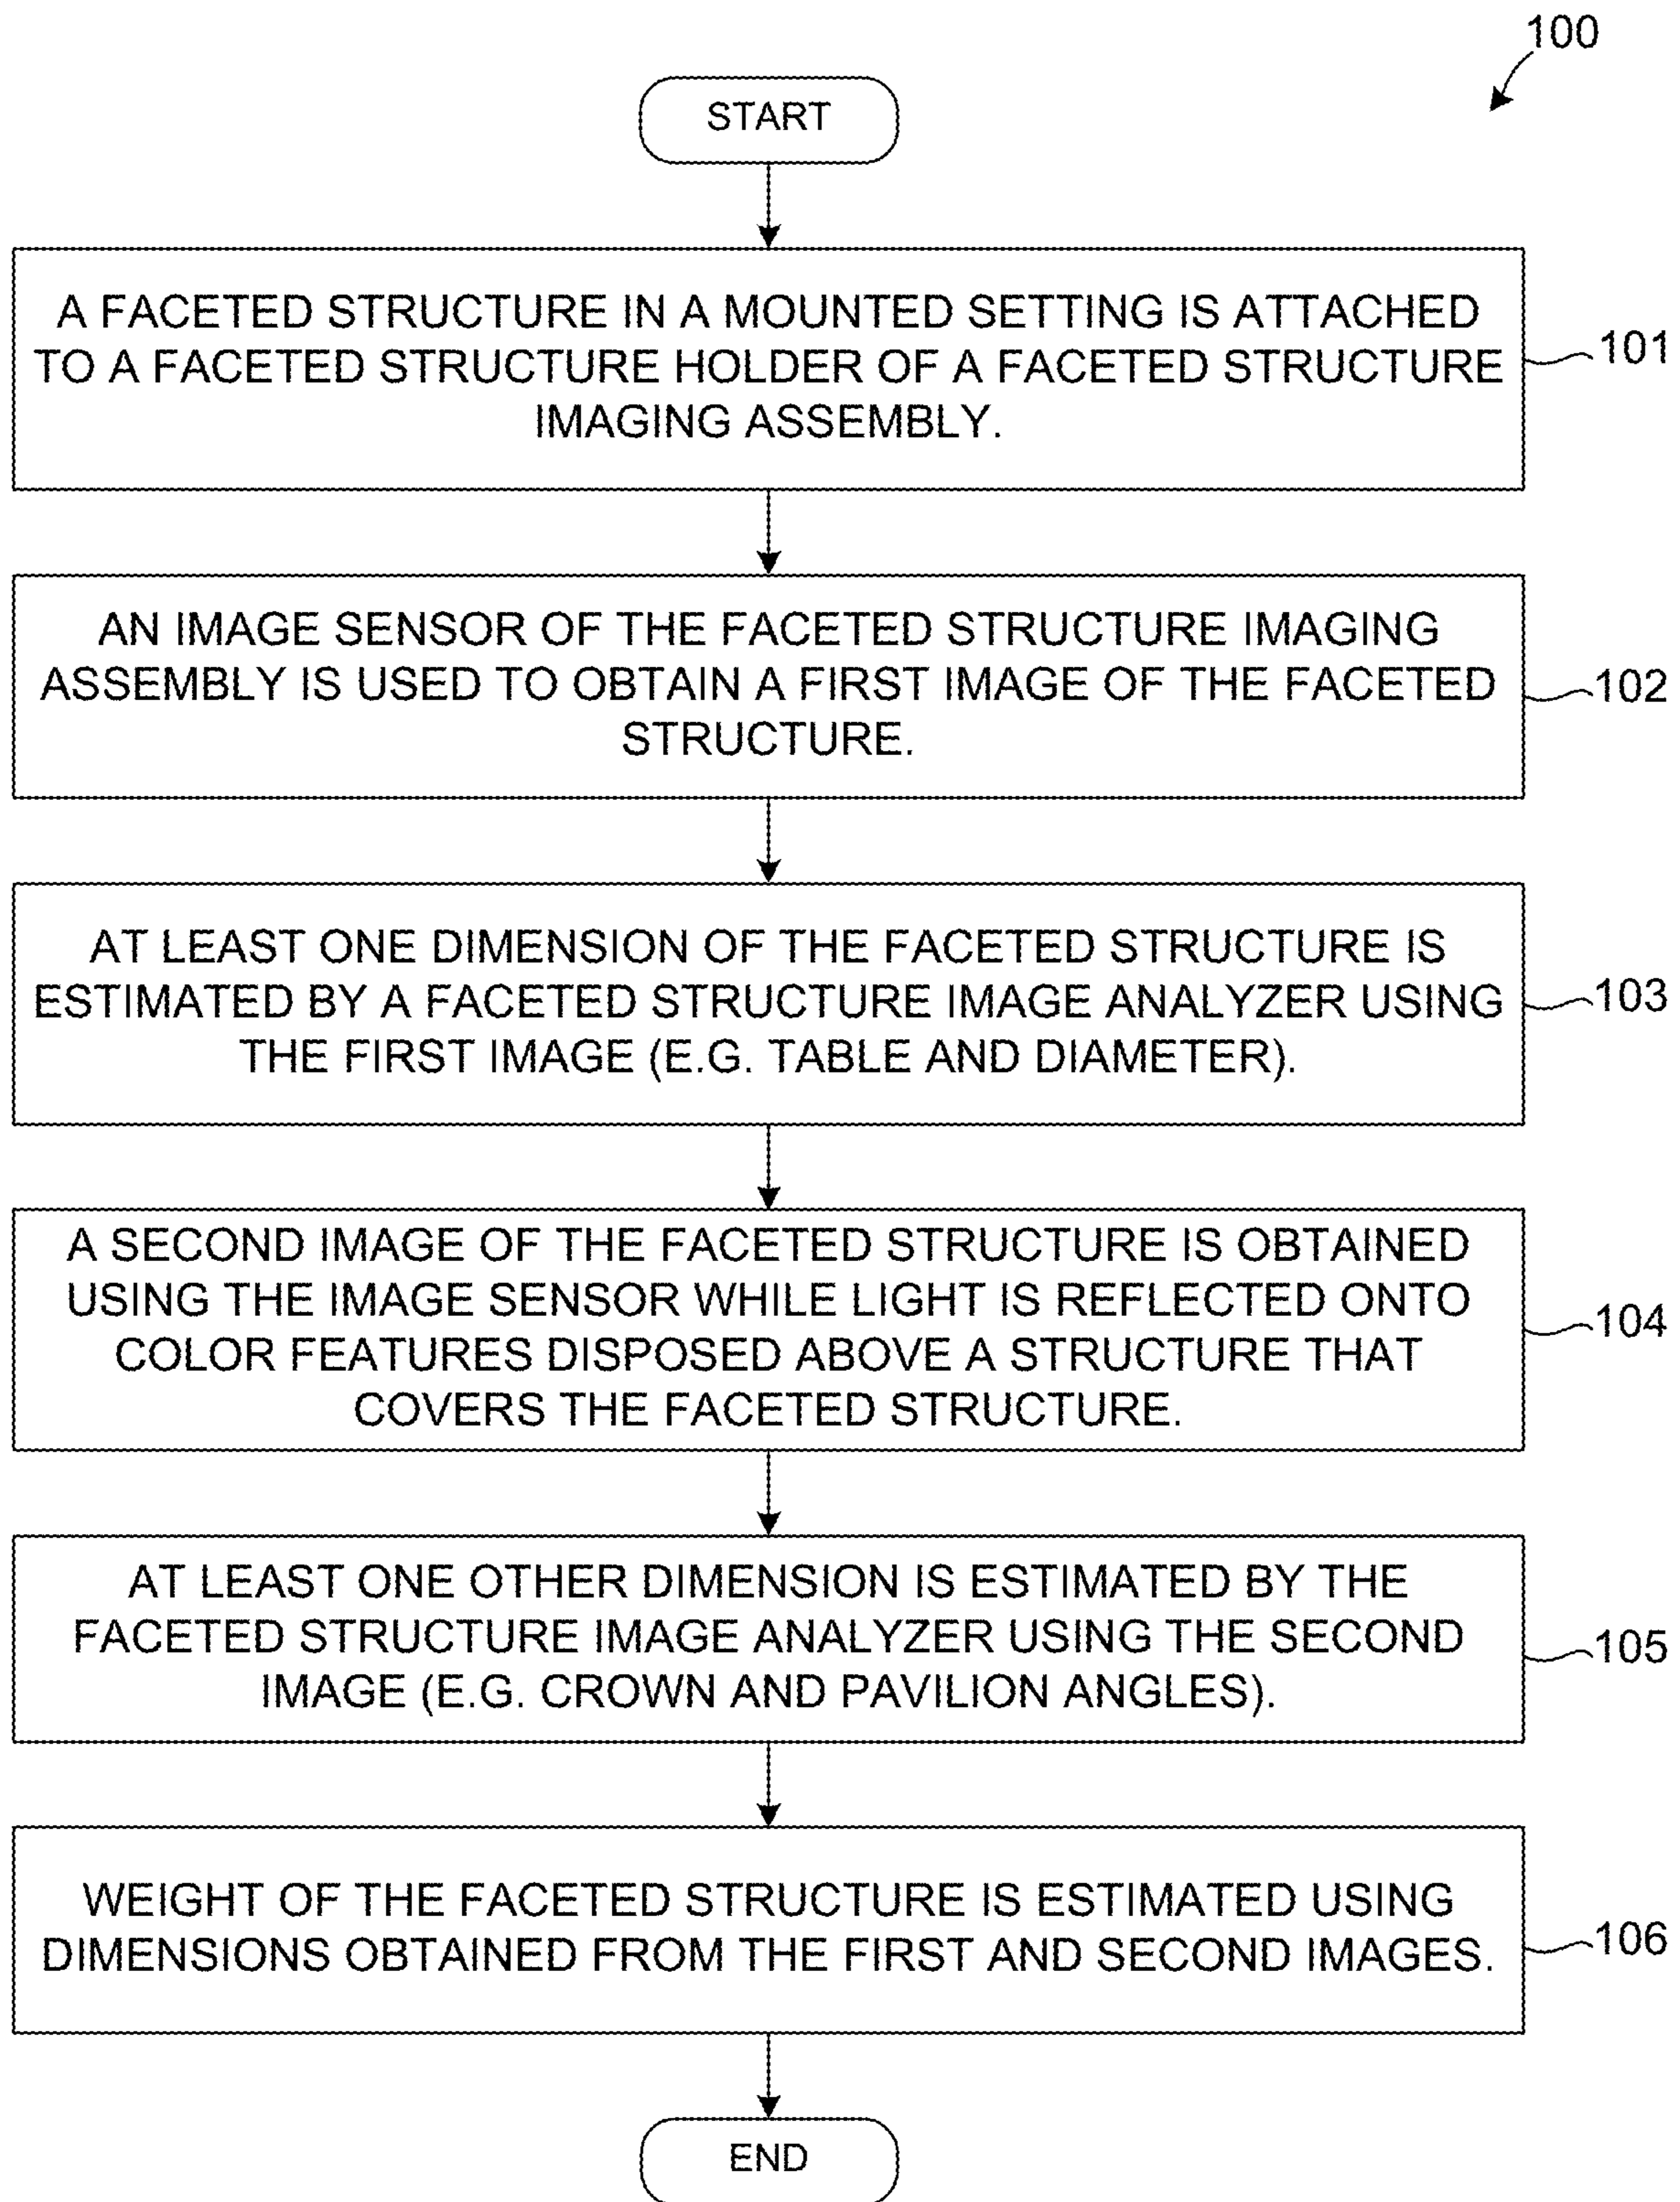 100
START
A FACETED STRUCTURE IN A MOUNTED SETTING IS ATTACHED
TO A FACETED STRUCTURE HOLDER OF A FACETED STRUCTURE
IMAGING ASSEMBLY.
101
AN IMAGE SENSOR OF THE FACETED STRUCTURE IMAGING
ASSEMBLY IS USED TO OBTAIN A FIRST IMAGE OF THE FACETED
STRUCTURE.
102
AT LEAST ONE DIMENSION OF THE FACETED STRUCTURE IS
ESTIMATED BY A FACETED STRUCTURE IMAGE ANALYZER USING
THE FIRST IMAGE (E.G. TABLE AND DIAMETER).
103
A SECOND IMAGE OF THE FACETED STRUCTURE IS OBTAINED
USING THE IMAGE SENSOR WHILE LIGHT IS REFLECTED ONTO
COLOR FEATURES DISPOSED ABOVE A STRUCTURE THAT
COVERS THE FACETED STRUCTURE.
104
AT LEAST ONE OTHER DIMENSION IS ESTIMATED BY THE
FACETED STRUCTURE IMAGE ANALYZER USING THE SECOND
IMAGE (E.G. CROWN AND PAVILION ANGLES).
105
WEIGHT OF THE FACETED STRUCTURE IS ESTIMATED USING
DIMENSIONS OBTAINED FROM THE FIRST AND SECOND IMAGES.
106
END